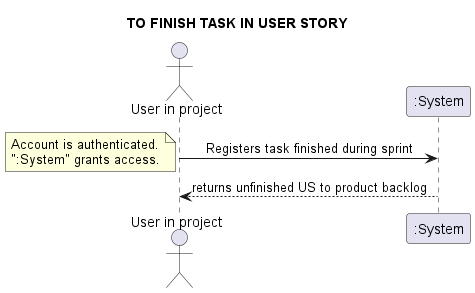 TO FINISH TASK IN USER STORY
User in project
:System
Account is authenticated.
":System" grants access.
Registers task finished during sprint
returns unfinished US to product backlog
User in project
:System